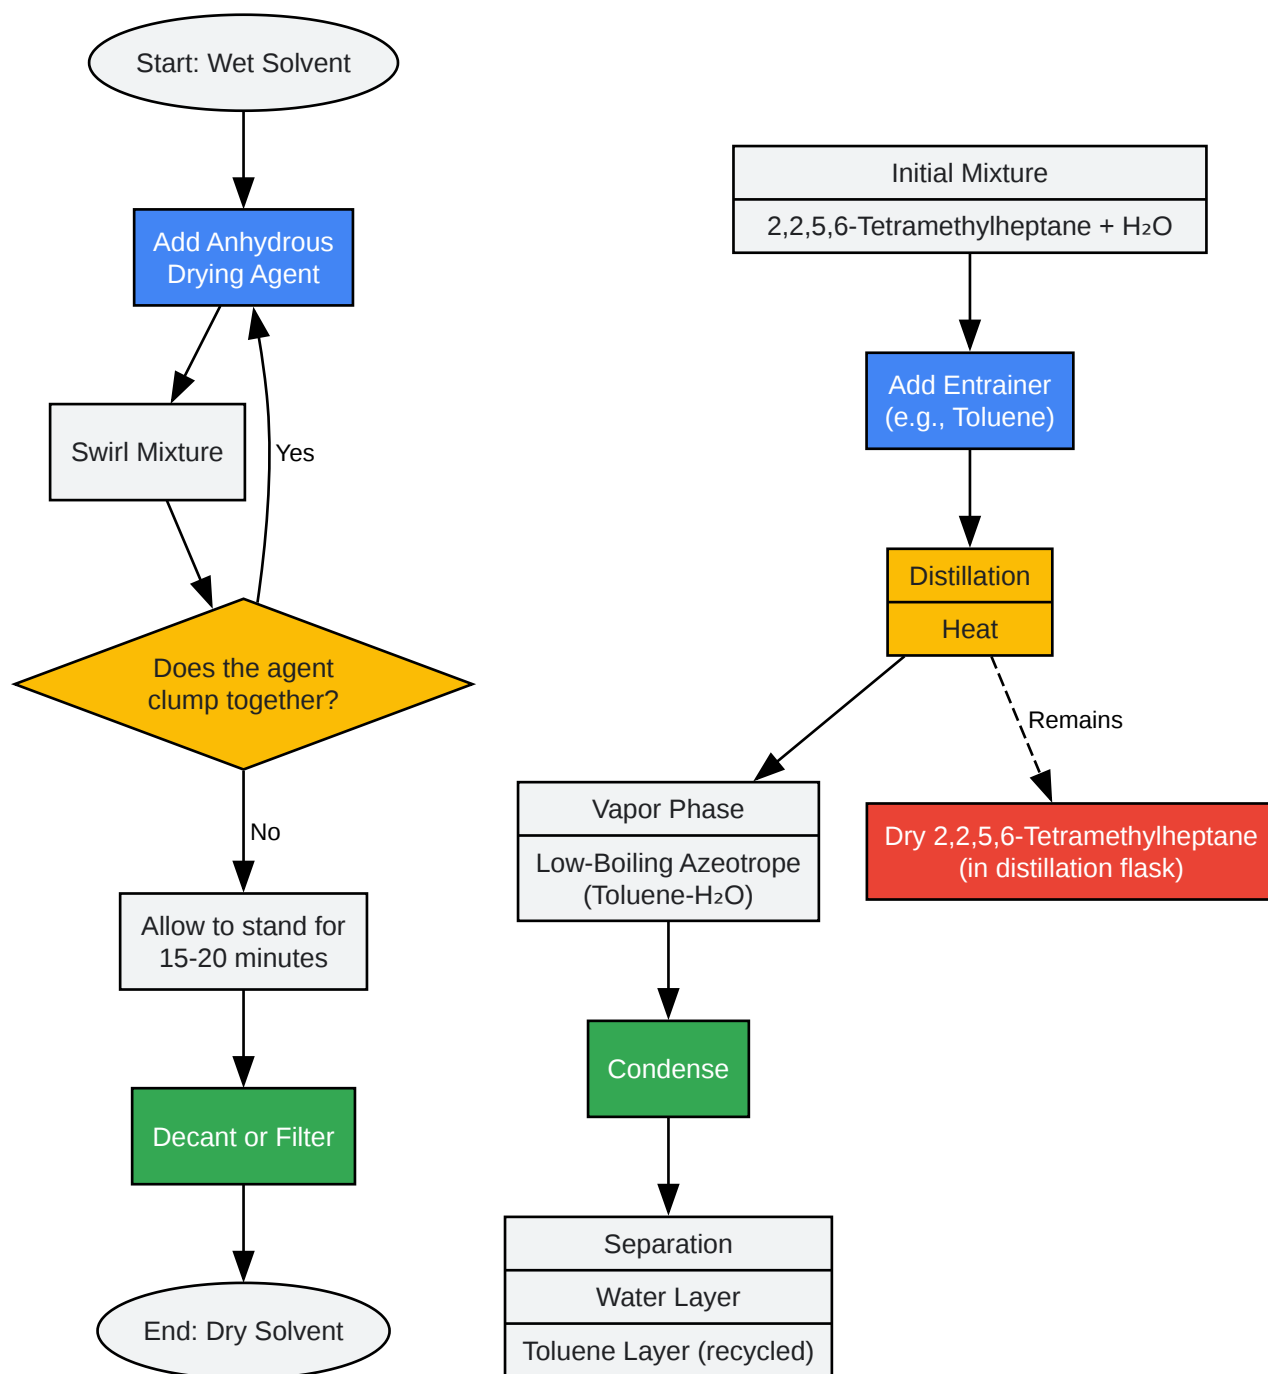 Start: Wet Solvent
Add Anhydrous
Drying Agent
Swirl Mixture
Yes
Does the agent
clump together?
No
Allow to stand for
15-20 minutes
Decant or Filter
End: Dry Solvent
Initial Mixture
2,2,5,6-Tetramethylheptane + H₂O
Add Entrainer
(e.g., Toluene)
Distillation
Heat
Remains
Vapor Phase
Low-Boiling Azeotrope
(Toluene-H₂O)
Dry 2,2,5,6-Tetramethylheptane
(in distillation flask)
Condense
Separation
Water Layer
Toluene Layer (recycled)